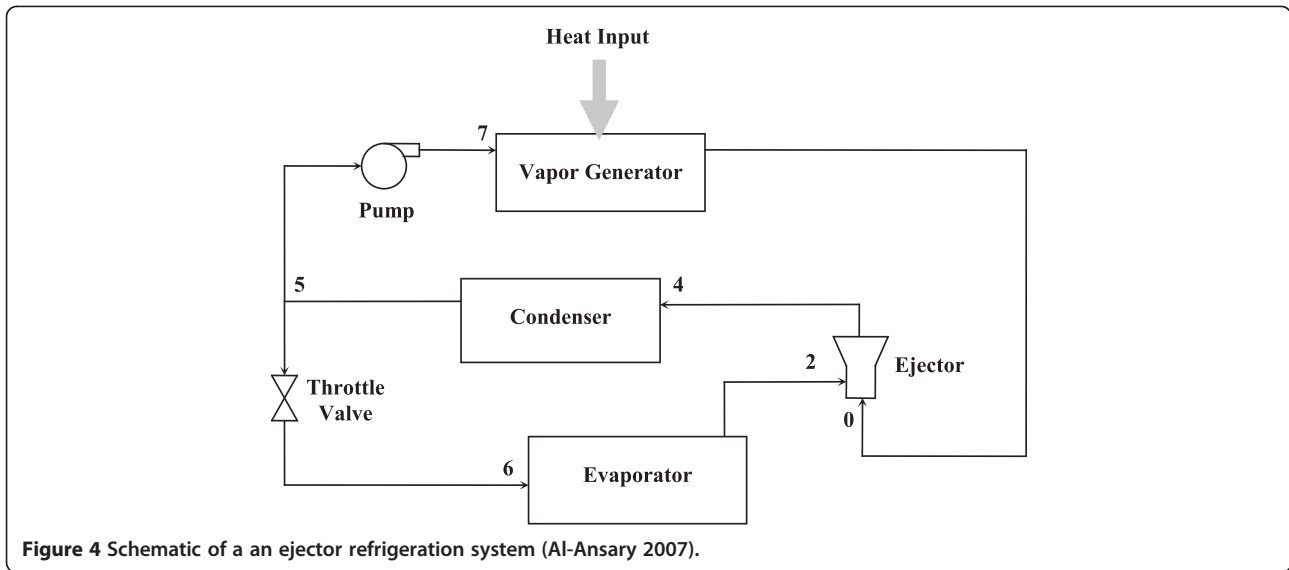 Heat Input
7
Vapor Generator
Pump
5
4
Condenser
2
Ejector
Throttle
Valve
0
6
Evaporator
Figure 4 Schematic of a an ejector refrigeration system (Al-Ansary 2007).